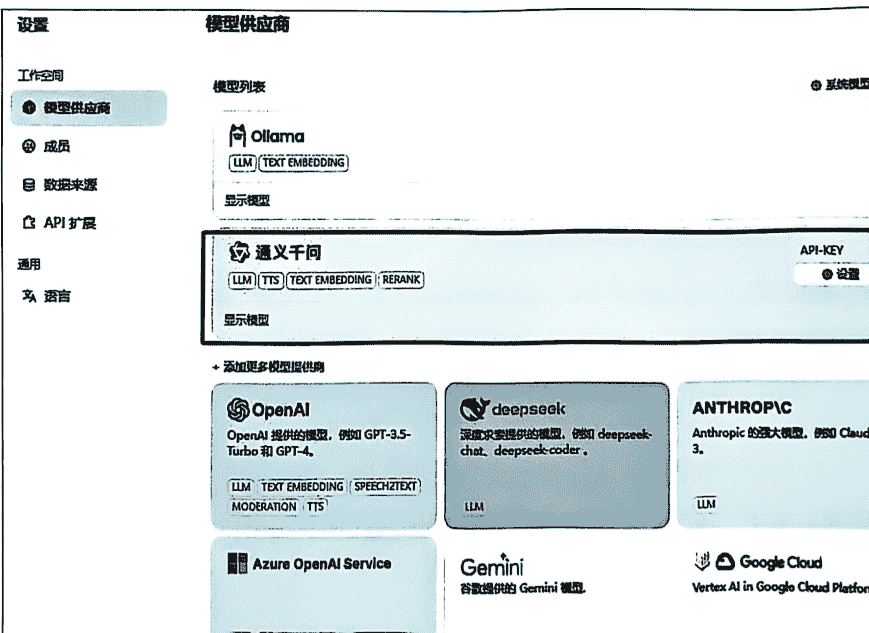 设置
工作空间
模型供应商
成员
数据来源
API 扩展
通用
语言
模型供应商
模型列表
系统模型
Ollama
LLM TEXT EMBEDDING
显示模型
通义千问
LLM TTS TEXT EMBEDDING RERANK
显示模型
API-KEY
设置
+ 添加更多模型提供商
OpenAI
OpenAI 提供的模型，例如 GPT-3.5-
Turbo 和 GPT-4。
LLM TEXT EMBEDDING SPEECH2TEXT
MODERATION TTS
deepseek
深度求索提供的模型，例如 deepseek-
chat、deepseek-coder 。
LLM
ANTHROP\C
Anthropic 的强大模型，例如 Claud
3。
LLM
Azure OpenAI Service
Gemini
谷歌提供的 Gemini 模型.
Google Cloud
Vertex AI in Google Cloud Platfor